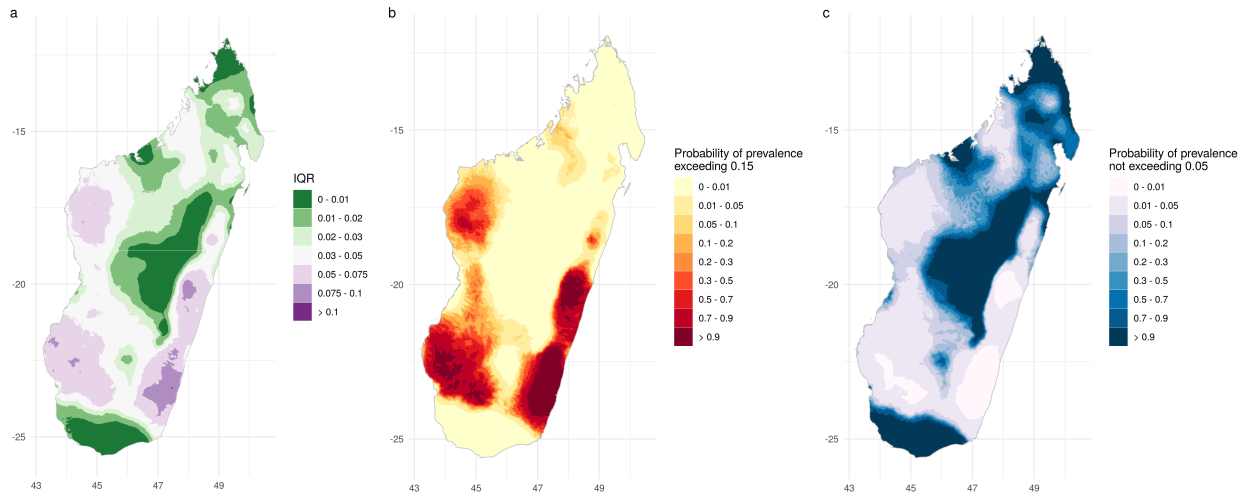 a
-15
-20
-25
43
45
47
49
IQR
0 - 0.01
0.01 - 0.02
0.02 - 0.03
0.03 - 0.05
0.05 - 0.075
0.075 - 0.1
> 0.1
b
-15
-20
-25
43
45
47
49
Probability of prevalence
exceeding 0.15
0 - 0.01
0.01 - 0.05
0.05 - 0.1
0.1 - 0.2
0.2 - 0.3
0.3 - 0.5
0.5 - 0.7
0.7 - 0.9
> 0.9
c
-15
-20
-25
43
45
47
49
Probability of prevalence
not exceeding 0.05
0 - 0.01
0.01 - 0.05
0.05 - 0.1
0.1 - 0.2
0.2 - 0.3
0.3 - 0.5
0.5 - 0.7
0.7 - 0.9
> 0.9